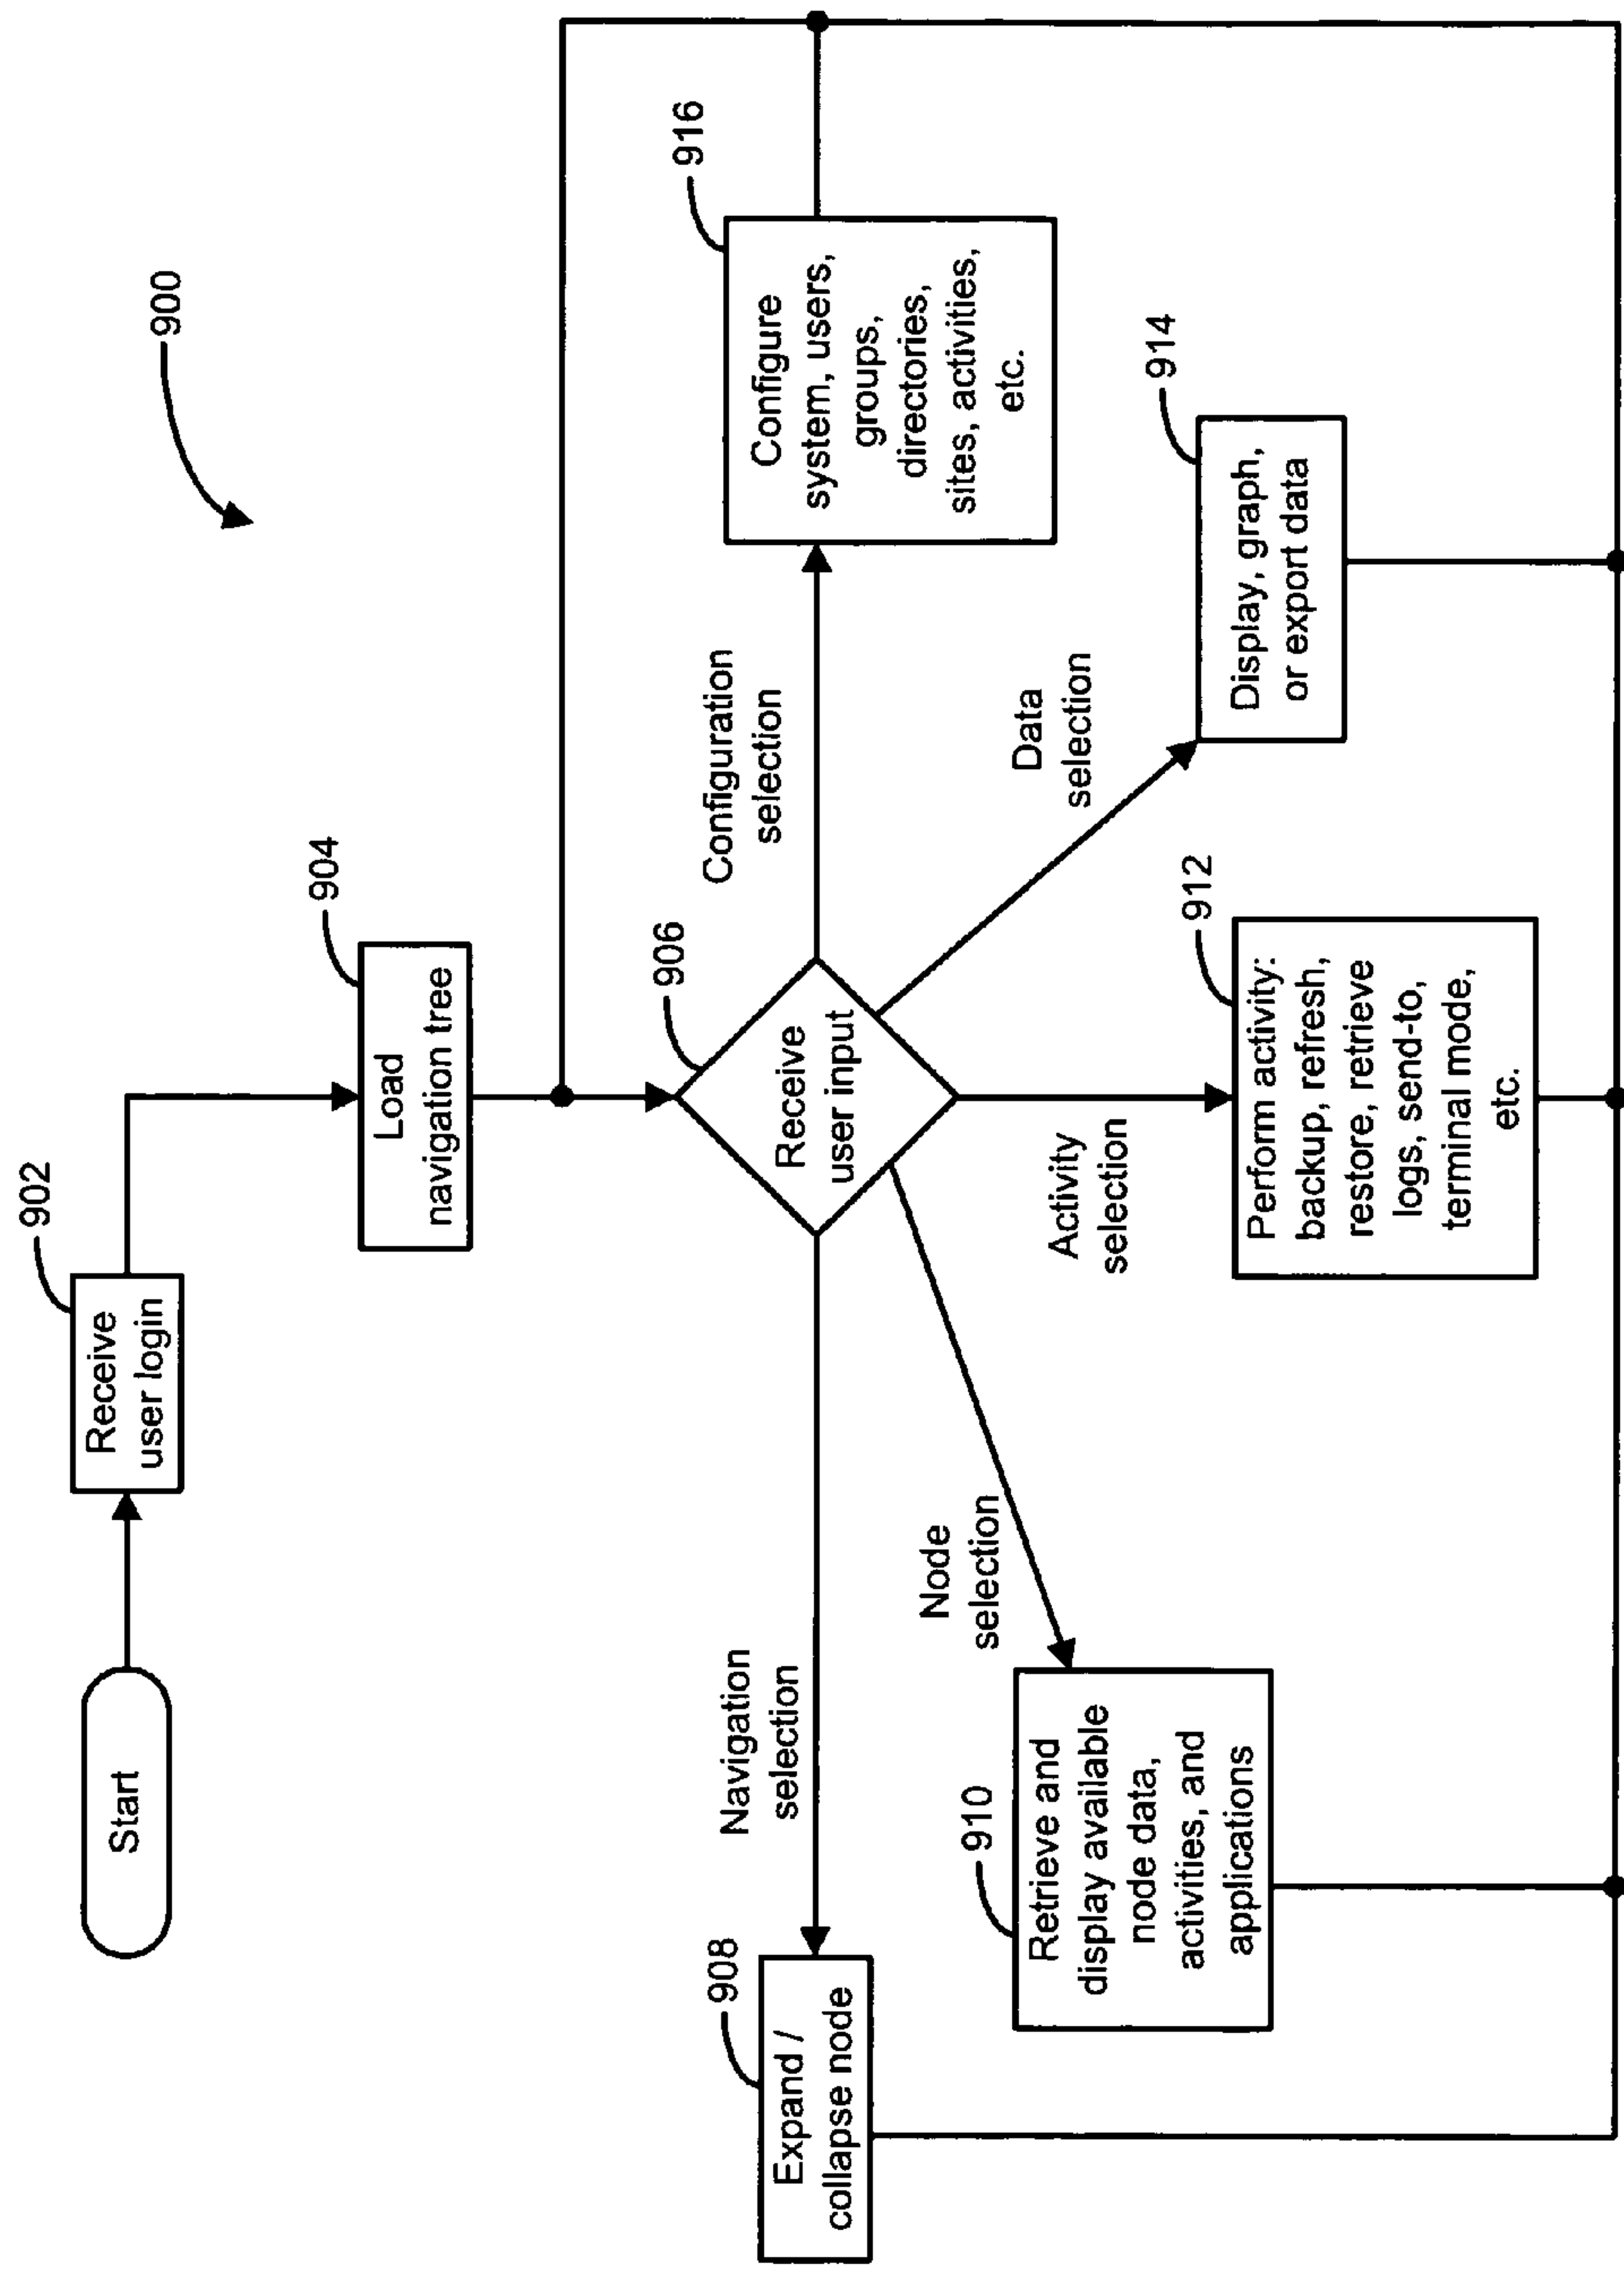 900
Start
Receive
user login
902
Load
navigation tree
904
Receive
user input
906
Navigation
selection
Expand /
collapse node
908
Node
selection
Retrieve and
display available
node data,
activities, and
applications
910
Activity
selection
Perform activity:
backup, refresh,
restore, retrieve
logs, send-to,
terminal mode,
etc.
912
Data
selection
Display, graph,
or export data
914
Configuration
selection
Configure
system, users,
groups,
directories,
sites, activities,
etc.
916